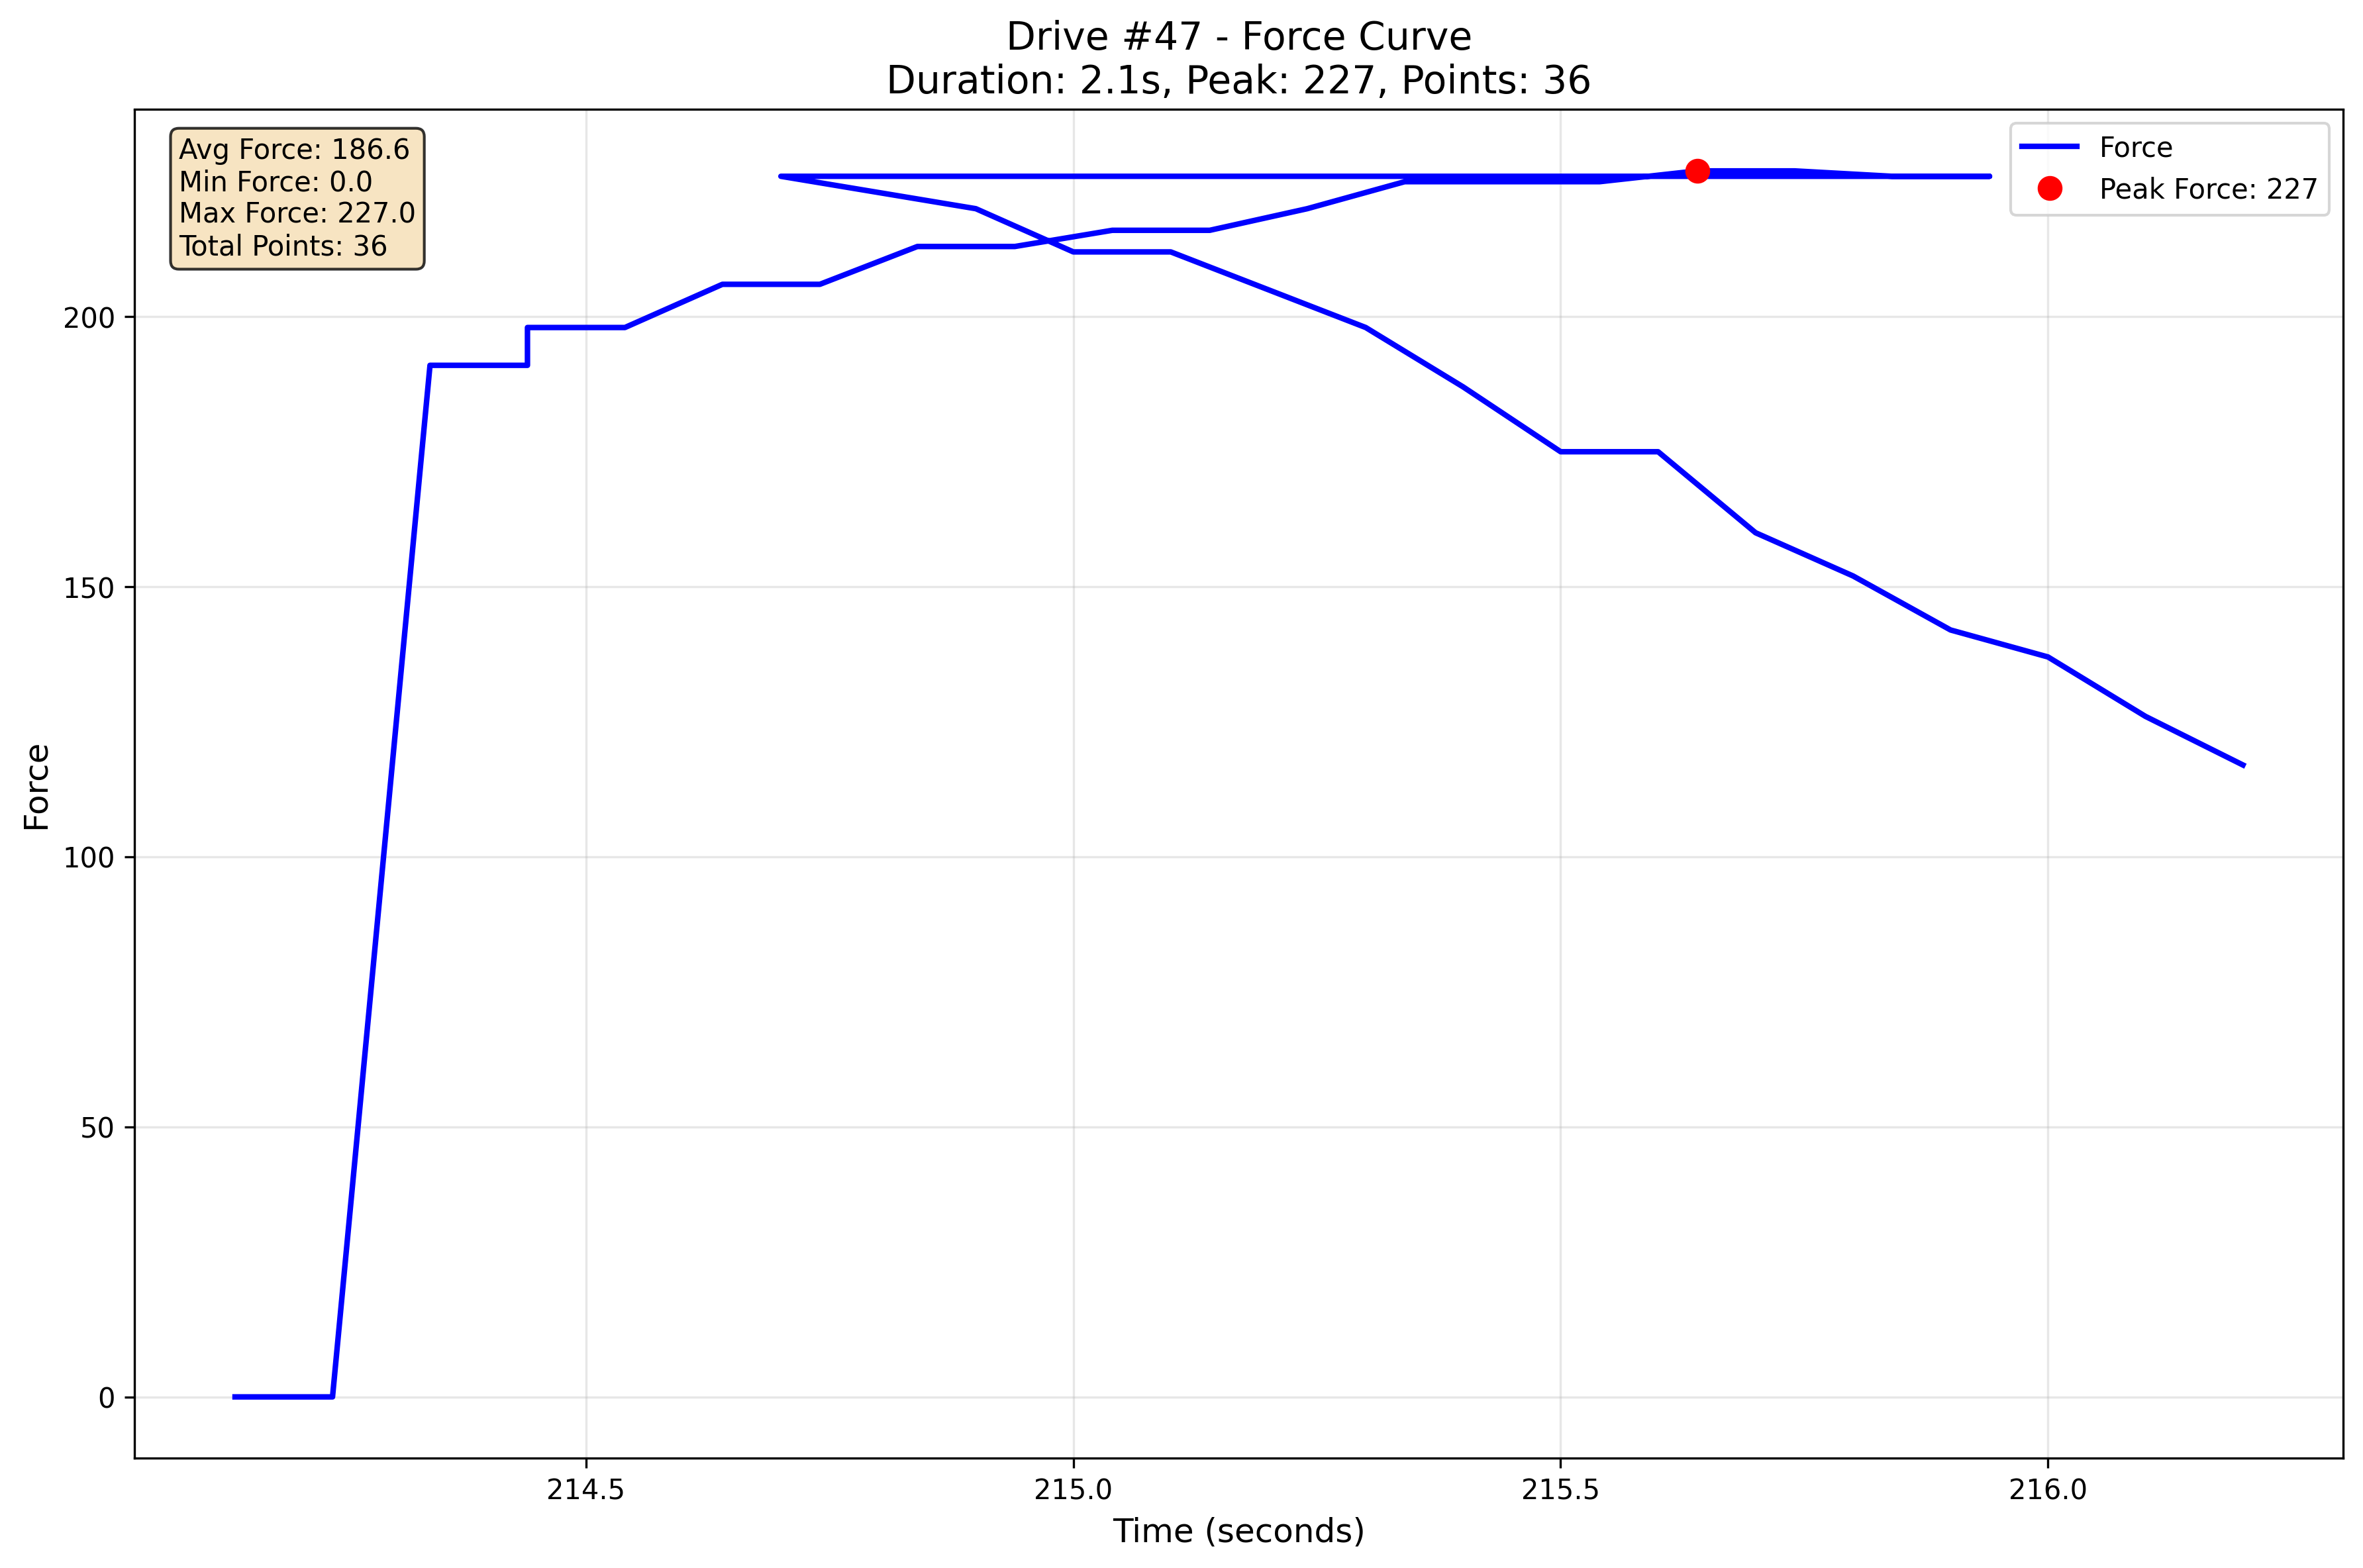 Drive #47 - Force Curve
Duration: 2.1s, Peak: 227, Points: 36
Avg Force: 186.6
Min Force: 0.0
Max Force: 227.0
Total Points: 36
Force
Peak Force: 227
Force
200
150
100
50
0
214.5
215.0
215.5
216.0
Time (seconds)